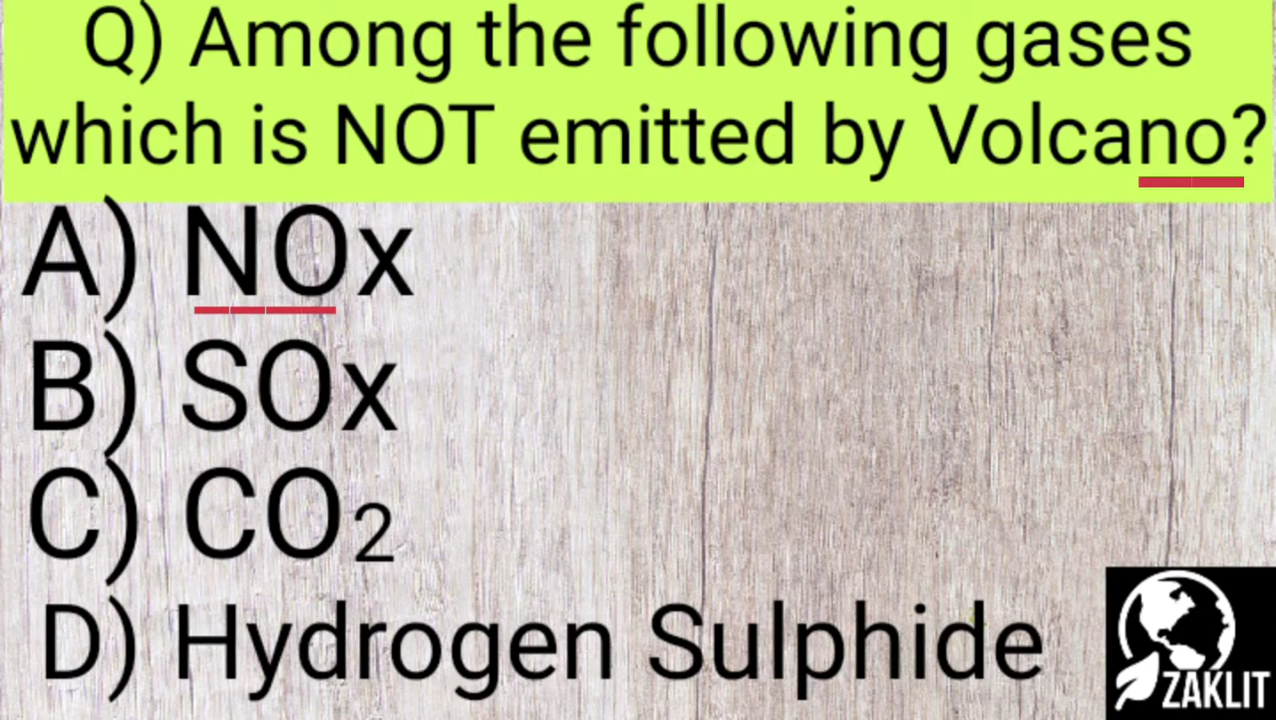 Q) Among the following gases
which is NOT emitted by Volcano?
A) NOx
B) SOx
C) CO₂
D) Hydrogen Sulphide
ZAKLIT